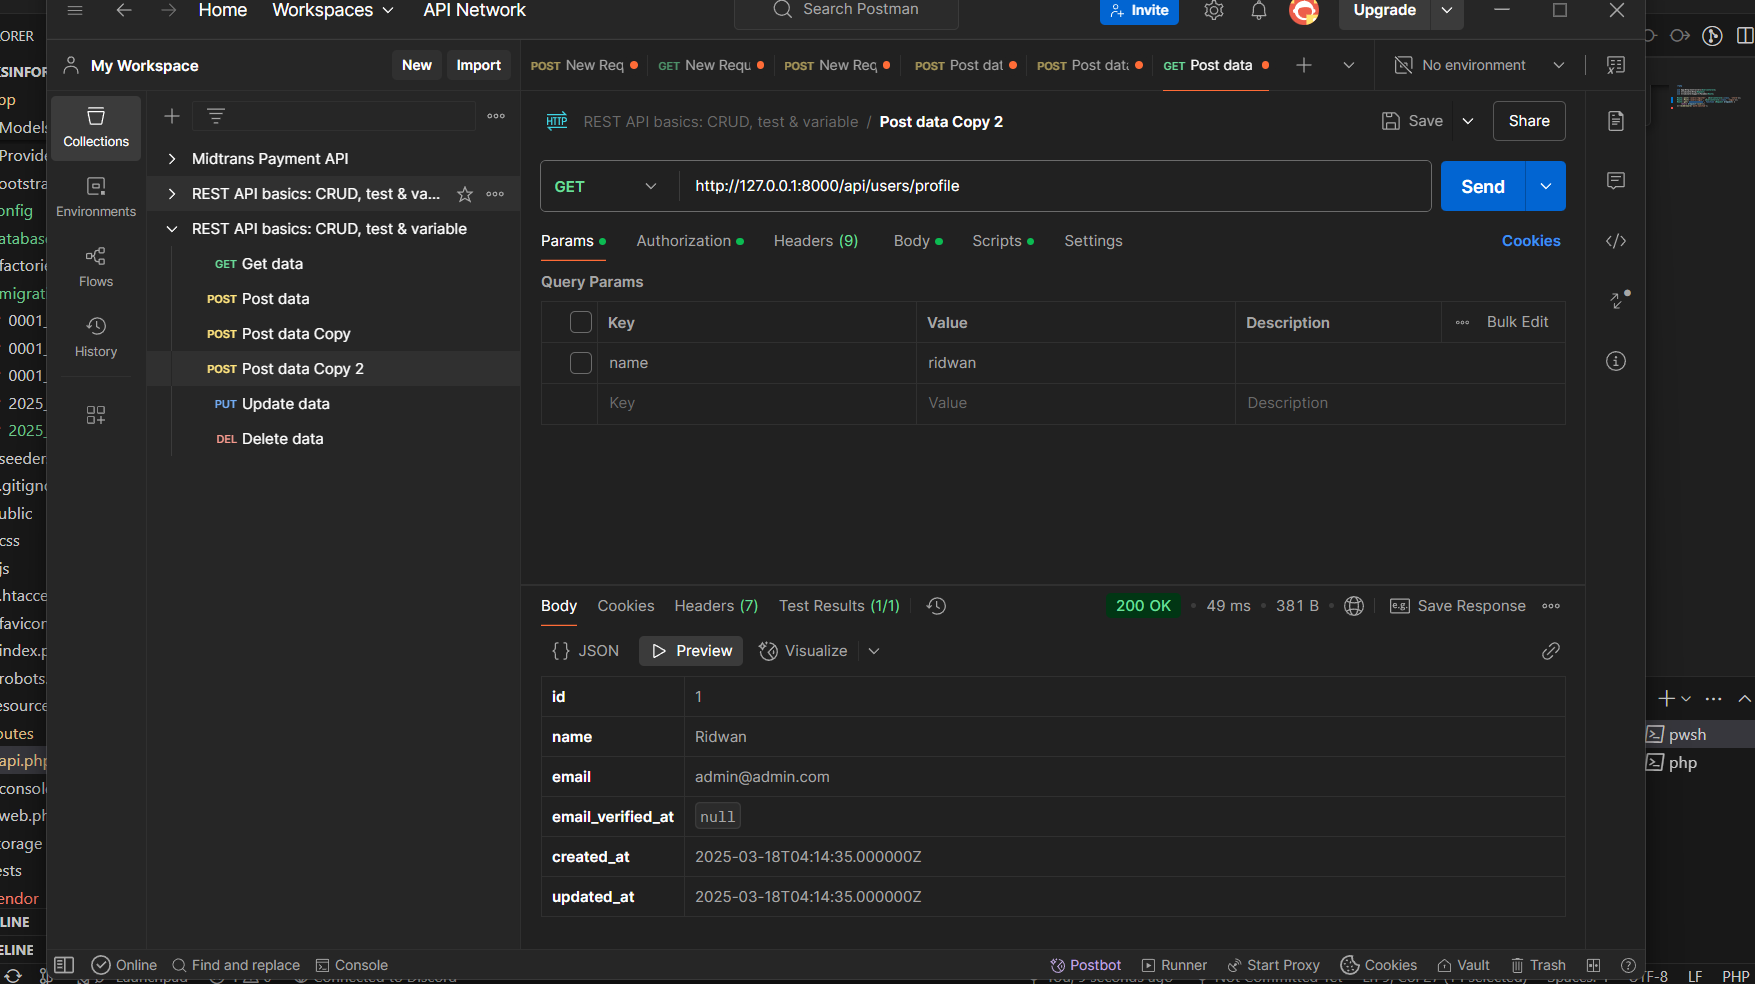 Home Workspaces API Network Search Postman Invite Upgrade
My Workspace New Import
POST New Req GET New Requ POST New Req POST Post dat POST Post data GET Post data No environment
Collections
Environments
Flows
History
Midtrans Payment API
REST API basics: CRUD, test & va...
REST API basics: CRUD, test & variable
GET Get data
POST Post data
POST Post data Copy
POST Post data Copy 2
PUT Update data
DEL Delete data
HTTP REST API basics: CRUD, test & variable / Post data Copy 2 Save Share
GET http://127.0.0.1:8000/api/users/profile Send
Params Authorization Headers (9) Body Scripts Settings Cookies
Query Params
Key Value Description Bulk Edit
name ridwan
Key Value Description
Body Cookies Headers (7) Test Results (1/1) 200 OK 49 ms 381 B e.g. Save Response
{} JSON Preview Visualize
id 1
name Ridwan
email admin@admin.com
email_verified_at null
created_at 2025-03-18T04:14:35.000000Z
updated_at 2025-03-18T04:14:35.000000Z
Online Find and replace Console Postbot Runner Start Proxy Cookies Vault Trash
ORER
SINFOR
pp
Models
Provide
ootstra
onfig
atabas
factorie
migrat
0001_
0001_
0001_
2025_
2025_
seeder
.gitigno
ublic
css
js
.htacce
favicon
index.p
robots.
esource
outes
api.php
consol
web.ph
torage
ests
endor
LINE
ELINE
pwsh
php
TF-8 LF PHP